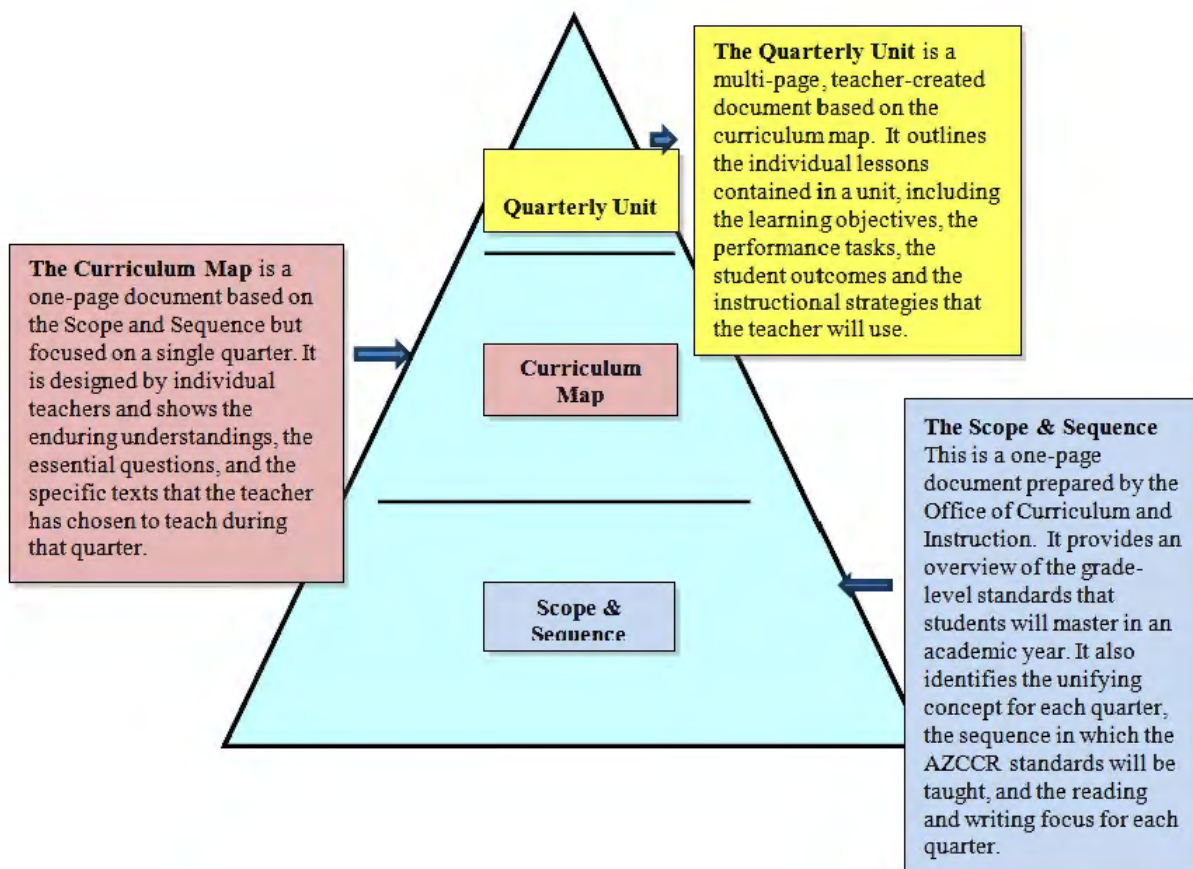 The Quarterly Unit is a
multi-page, teacher-created
document based on the
curriculum map. It outlines
the individual lessons
contained in a unit, including
the learning objectives, the
performance tasks, the
student outcomes and the
instructional strategies that
the teacher will use.
Quarterly Unit
The Curriculum Map is a
one-page document based on
the Scope and Sequence but
focused on a single quarter. It
is designed by individual
teachers and shows the
enduring understandings, the
essential questions, and the
specific texts that the teacher
has chosen to teach during
that quarter.
Curriculum
Map
The Scope & Sequence
This is a one-page
document prepared by the
Office of Curriculum and
Instruction. It provides an
overview of the grade-
level standards that
students will master in an
academic year. It also
identifies the unifying
concept for each quarter,
the sequence in which the
AZCCR standards will be
taught, and the reading
and writing focus for each
quarter.
Scope &
Sequence